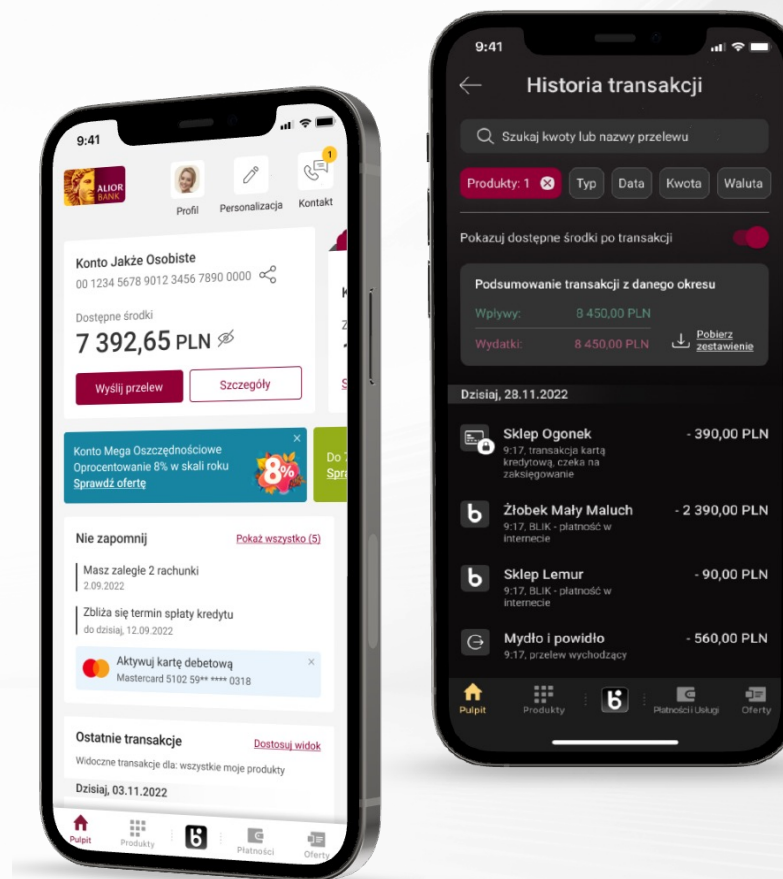 9:41
ALIOR
BANK
Profil
Personalizacja
1
Kontakt
Konto Jakże Osobiste
00 1234 5678 9012 3456 7890 0000
Dostępne środki
7 392,65 PLN
Wyślij przelew
Szczegóły
Konto Mega Oszczędnościowe
Oprocentowanie 8% w skali roku
Sprawdź ofertę
8%
Nie zapomnij
Pokaż wszystko (5)
Masz zaległe 2 rachunki
2.09.2022
Zbliża się termin spłaty kredytu
do dzisiaj, 12.09.2022
Aktywuj kartę debetową
Mastercard 5102 59** **** 0318
Ostatnie transakcje
Dostosuj widok
Widoczne transakcje dla: wszystkie moje produkty
Dzisiaj, 03.11.2022
Pulpit
Produkty
Płatności
Oferty
9:41
Historia transakcji
Szukaj kwoty lub nazwy przelewu
Produkty: 1
Typ
Data
Kwota
Waluta
Pokazuj dostępne środki po transakcji
Podsumowanie transakcji z danego okresu
Wpływy: 8 450,00 PLN
Wydatki: 8 450,00 PLN
Pobierz
zestawienie
Dzisiaj, 28.11.2022
Sklep Ogonek - 390,00 PLN
9:17, transakcja kartą
kredytową, czeka na
zaksięgowanie
Żłobek Mały Maluch - 2 390,00 PLN
9:17, BLIK - płatność w
internecie
Sklep Lemur - 90,00 PLN
9:17, BLIK - płatność w
internecie
Mydło i powidło - 560,00 PLN
9:17, przelew wychodzący
Pulpit
Produkty
Płatności i Usługi
Oferty